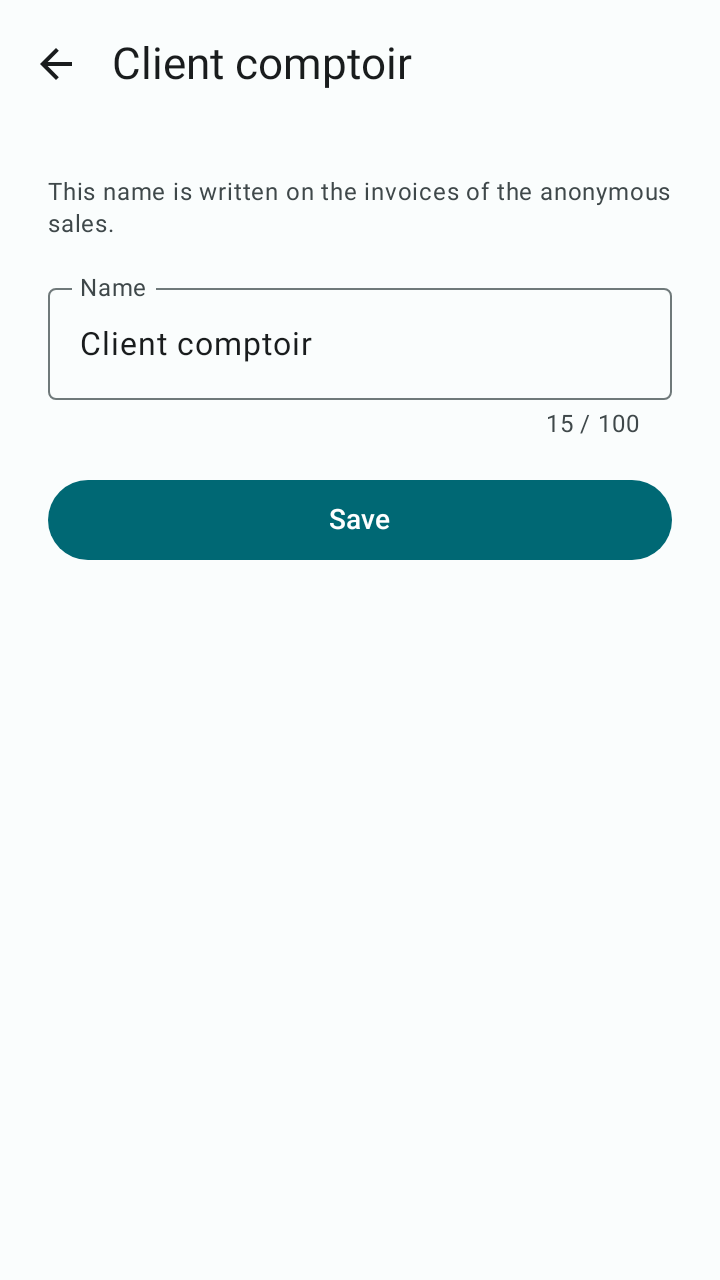 Client comptoir
This name is written on the invoices of the anonymous
sales.
Name
Client comptoir
15 / 100
Save